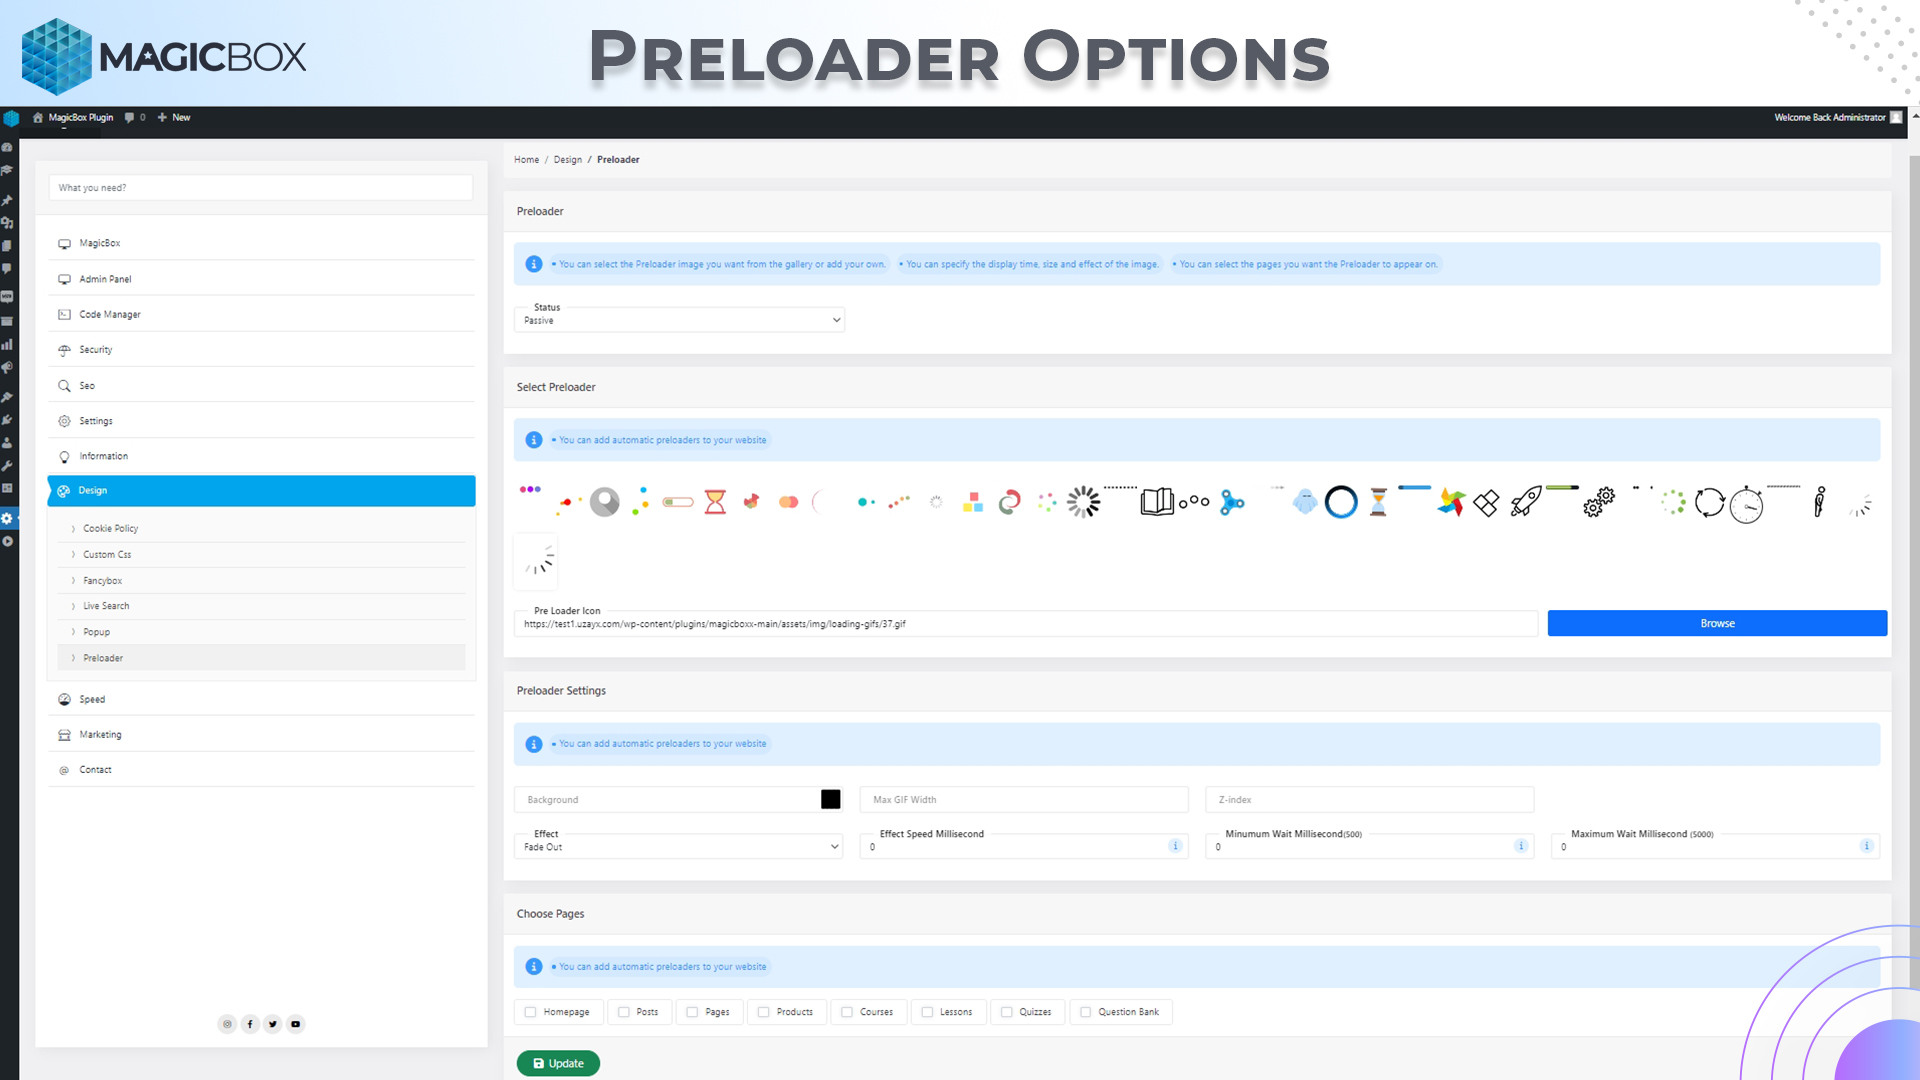 MAGICBOX
PRELOADER OPTIONS
MagicBox Plugin 0 New
Welcome Back Administrator
What you need?
MagicBox
Admin Panel
Code Manager
Security
Seo
Settings
Information
Design
Cookie Policy
Custom Css
Fancybox
Live Search
Popup
Preloader
Speed
Marketing
Contact
Home / Design / Preloader
Preloader
• You can select the Preloader image you want from the gallery or add your own. • You can specify the display time, size and effect of the image. • You can select the pages you want the Preloader to appear on.
Status
Passive
Select Preloader
• You can add automatic preloaders to your website
Pre Loader Icon
https://test1.uzayx.com/wp-content/plugins/magicboxx-main/assets/img/loading-gifs/37.gif
Browse
Preloader Settings
• You can add automatic preloaders to your website
Background Max GIF Width Z-index
Effect Effect Speed Millisecond Minumum Wait Millisecond(500) Maximum Wait Millisecond (5000)
Fade Out 0 0 0
Choose Pages
• You can add automatic preloaders to your website
Homepage Posts Pages Products Courses Lessons Quizzes Question Bank
Update